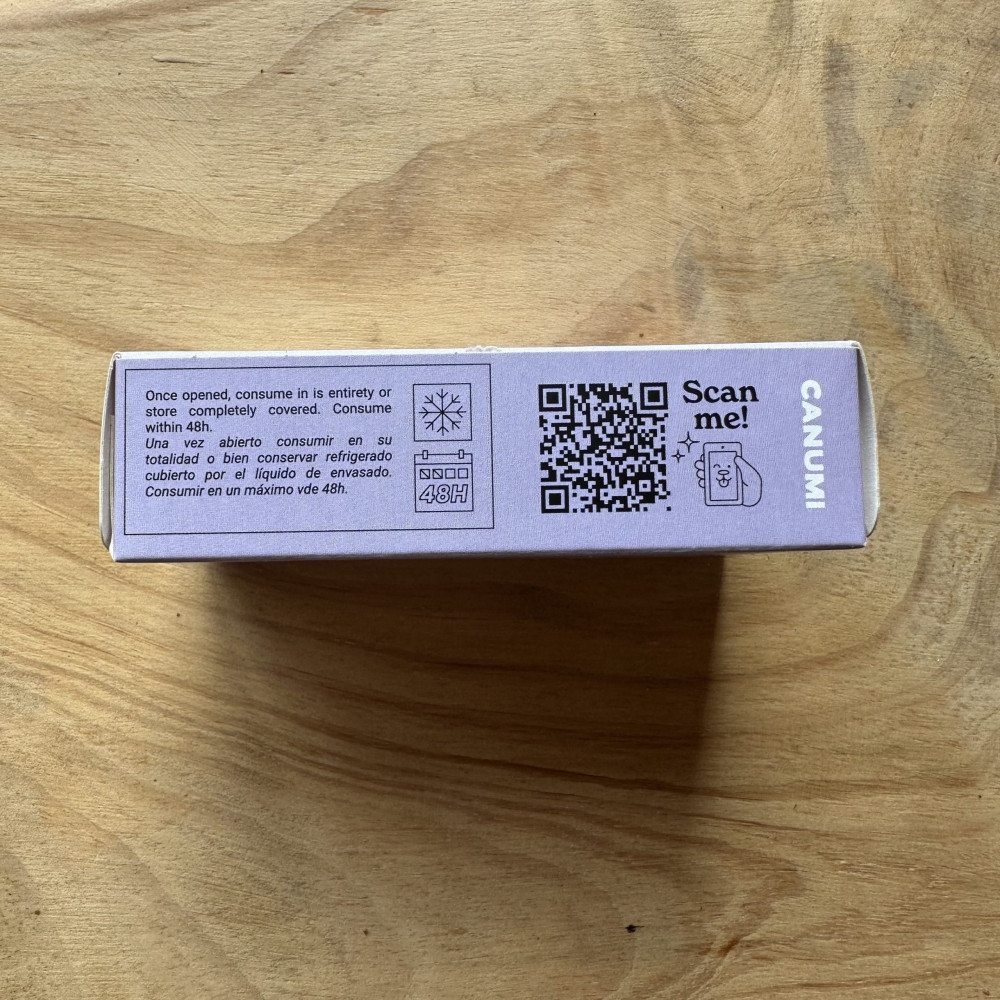 Once opened, consume in is entirety or
store completely covered. Consume
within 48h.
Una vez abierto consumir en su
totalidad o bien conservar refrigerado
cubierto por el líquido de envasado.
Consumir en un máximo vde 48h.
48H
Scan
me!
CANUMI